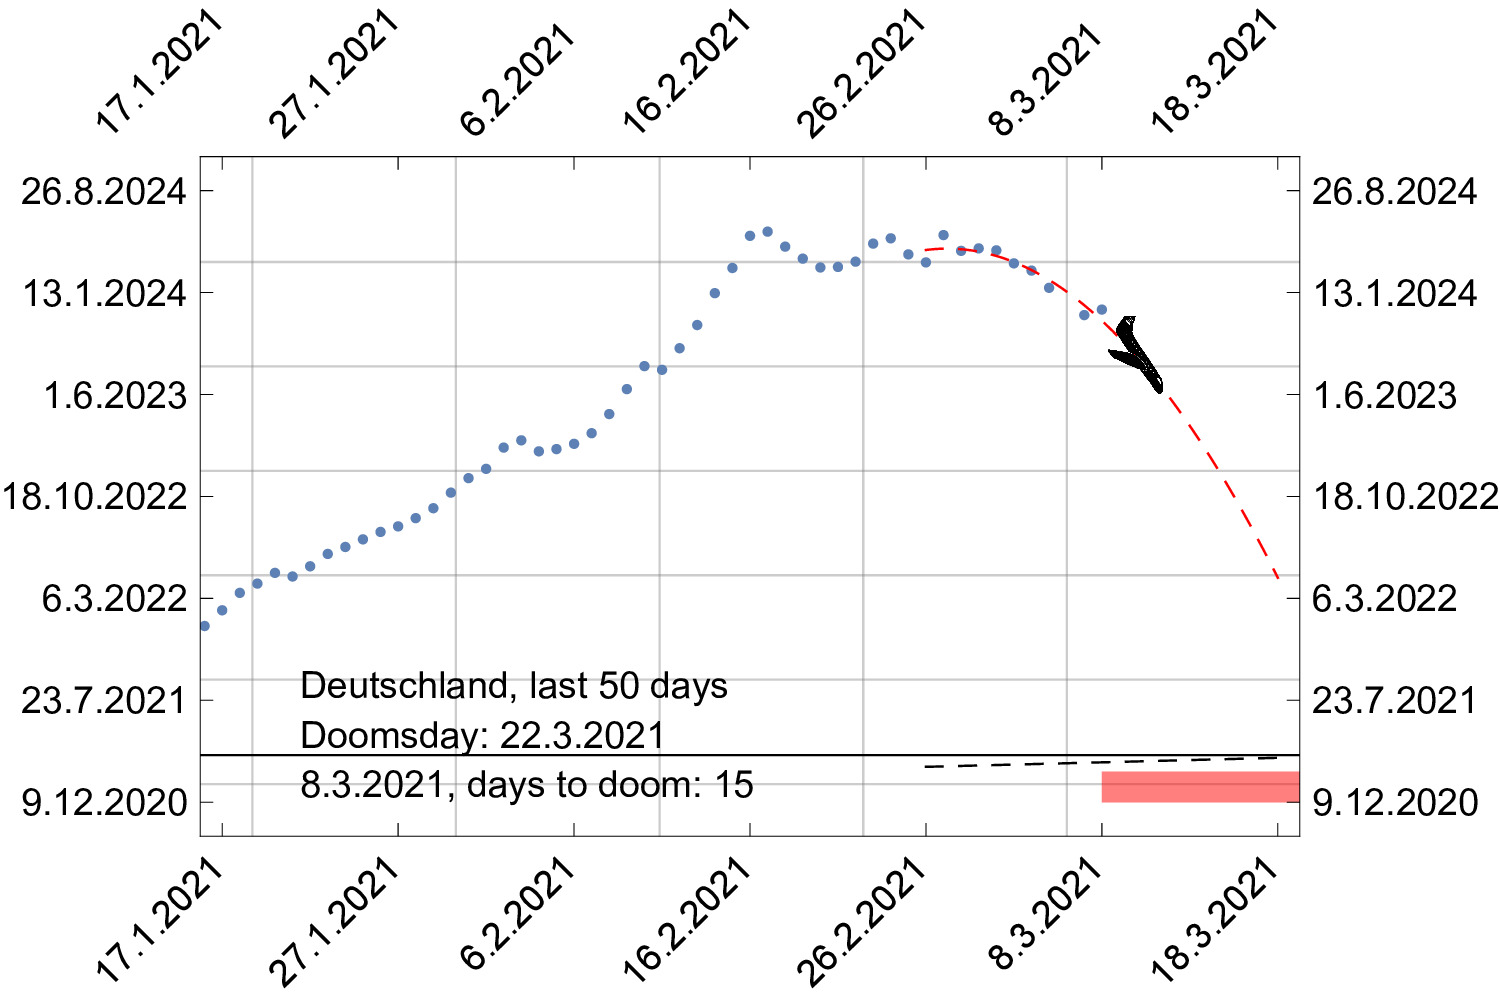 17.1.2021 27.1.2021 6.2.2021 16.2.2021 26.2.2021 8.3.2021 18.3.2021
26.8.2024 26.8.2024
13.1.2024 13.1.2024
1.6.2023 1.6.2023
18.10.2022 18.10.2022
6.3.2022 6.3.2022
Deutschland, last 50 days
23.7.2021 23.7.2021
Doomsday: 22.3.2021
8.3.2021, days to doom: 15
9.12.2020 9.12.2020
17.1.2021 27.1.2021 6.2.2021 16.2.2021 26.2.2021 8.3.2021 18.3.2021